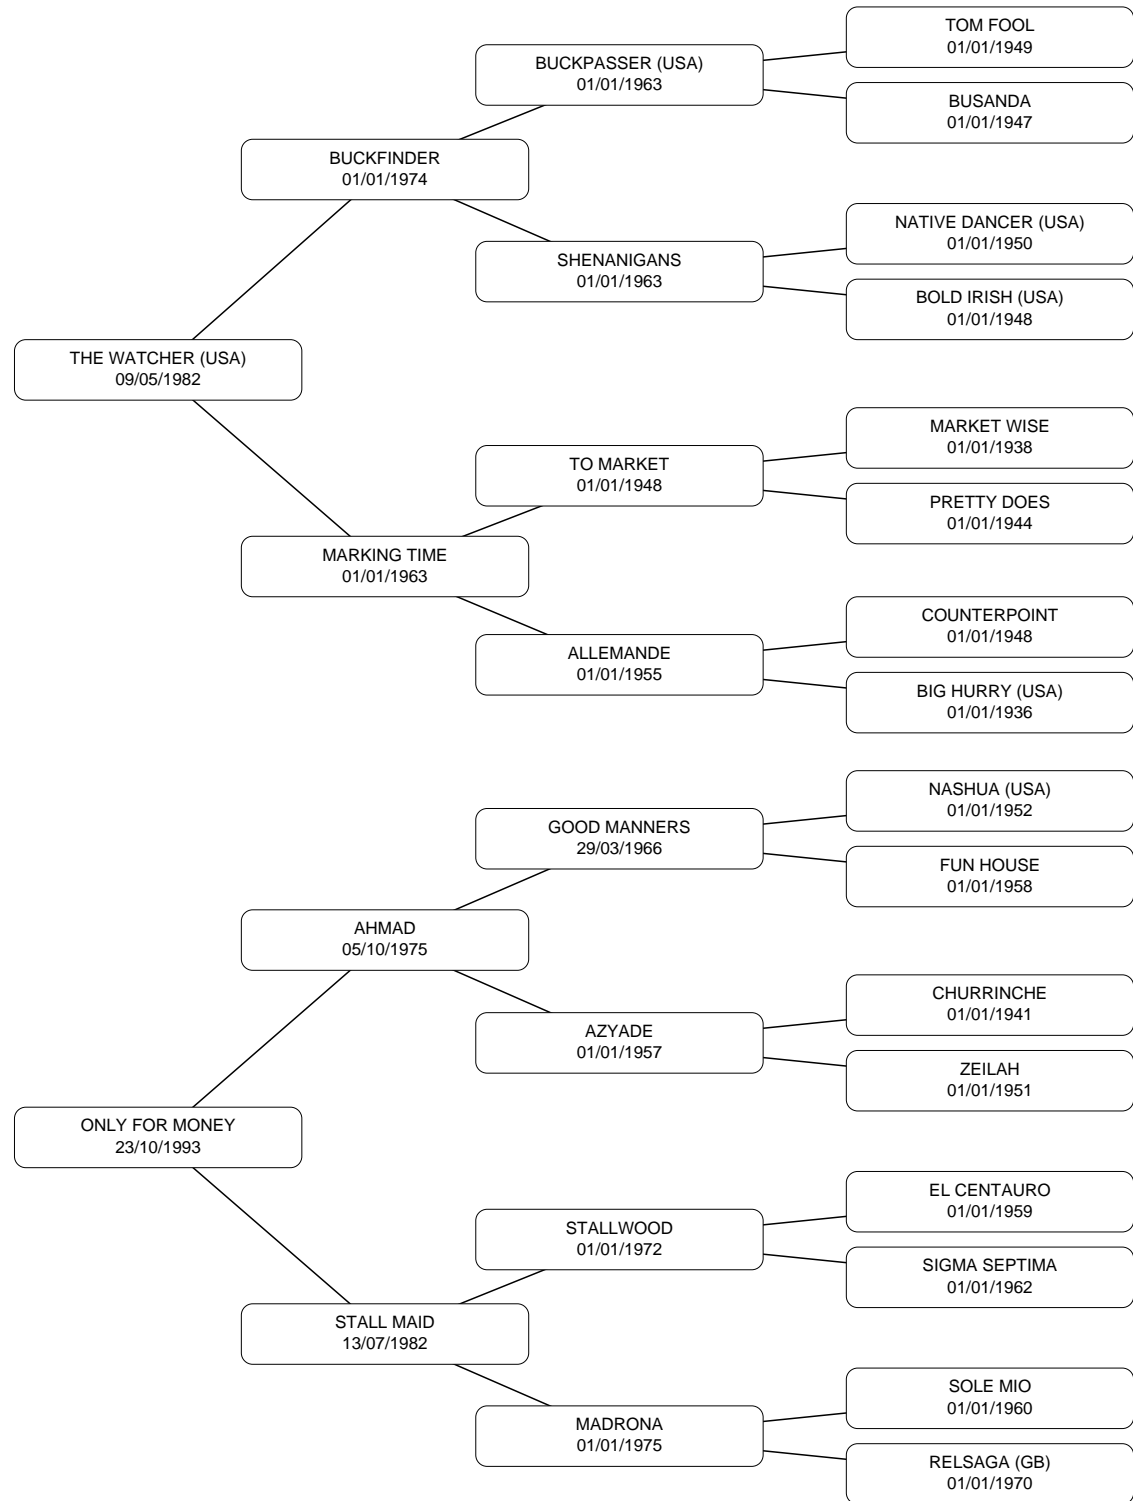 TOM FOOL
01/01/1949
BUCKPASSER (USA)
01/01/1963
BUSANDA
01/01/1947
BUCKFINDER
01/01/1974
NATIVE DANCER (USA)
01/01/1950
SHENANIGANS
01/01/1963
BOLD IRISH (USA)
01/01/1948
THE WATCHER (USA)
09/05/1982
MARKET WISE
01/01/1938
TO MARKET
01/01/1948
PRETTY DOES
01/01/1944
MARKING TIME
01/01/1963
COUNTERPOINT
01/01/1948
ALLEMANDE
01/01/1955
BIG HURRY (USA)
01/01/1936
NASHUA (USA)
01/01/1952
GOOD MANNERS
29/03/1966
FUN HOUSE
01/01/1958
AHMAD
05/10/1975
CHURRINCHE
01/01/1941
AZYADE
01/01/1957
ZEILAH
01/01/1951
ONLY FOR MONEY
23/10/1993
EL CENTAURO
01/01/1959
STALLWOOD
01/01/1972
SIGMA SEPTIMA
01/01/1962
STALL MAID
13/07/1982
SOLE MIO
01/01/1960
MADRONA
01/01/1975
RELSAGA (GB)
01/01/1970